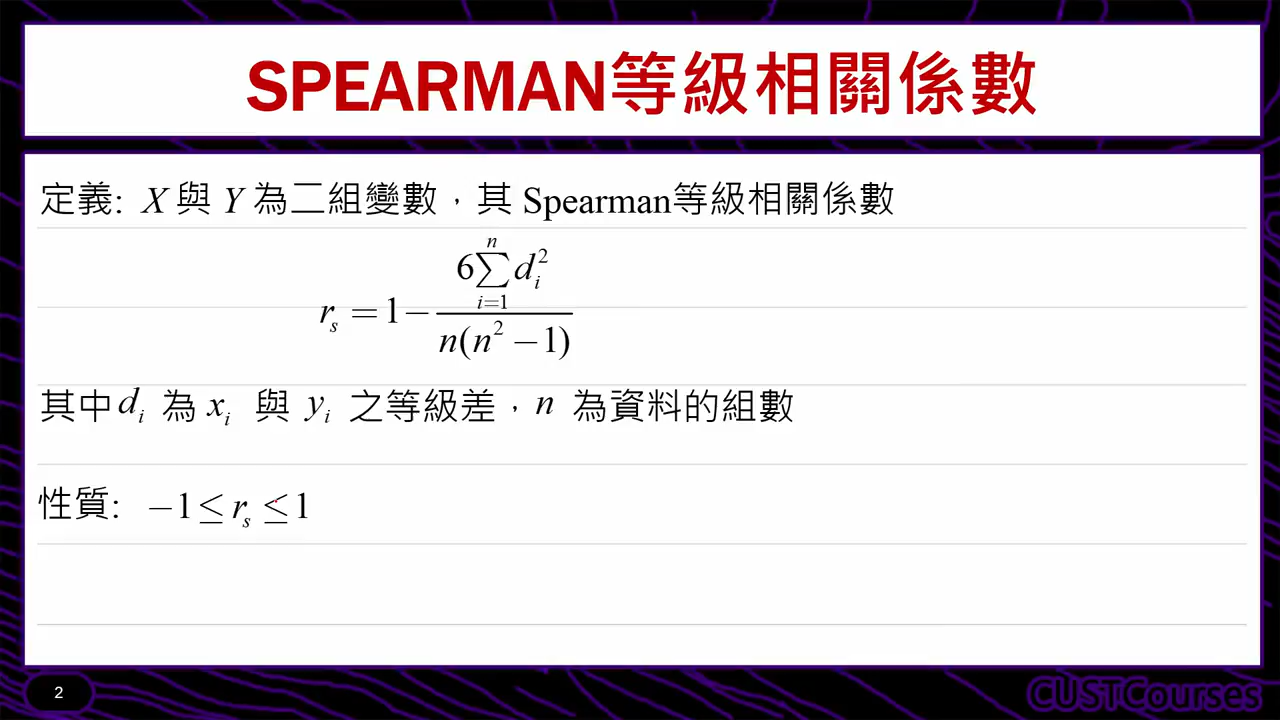 SPEARMAN等級相關係數
定義: X 與 Y 為二組變數，其 Spearman等級相關係數
r_s = 1 - \frac{6\sum_{i=1}^{n} d_i^2}{n(n^2-1)}
其中 d_i 為 x_i 與 y_i 之等級差，n 為資料的組數
性質: -1 ≤ r_s ≤ 1
2
CUSTCourses